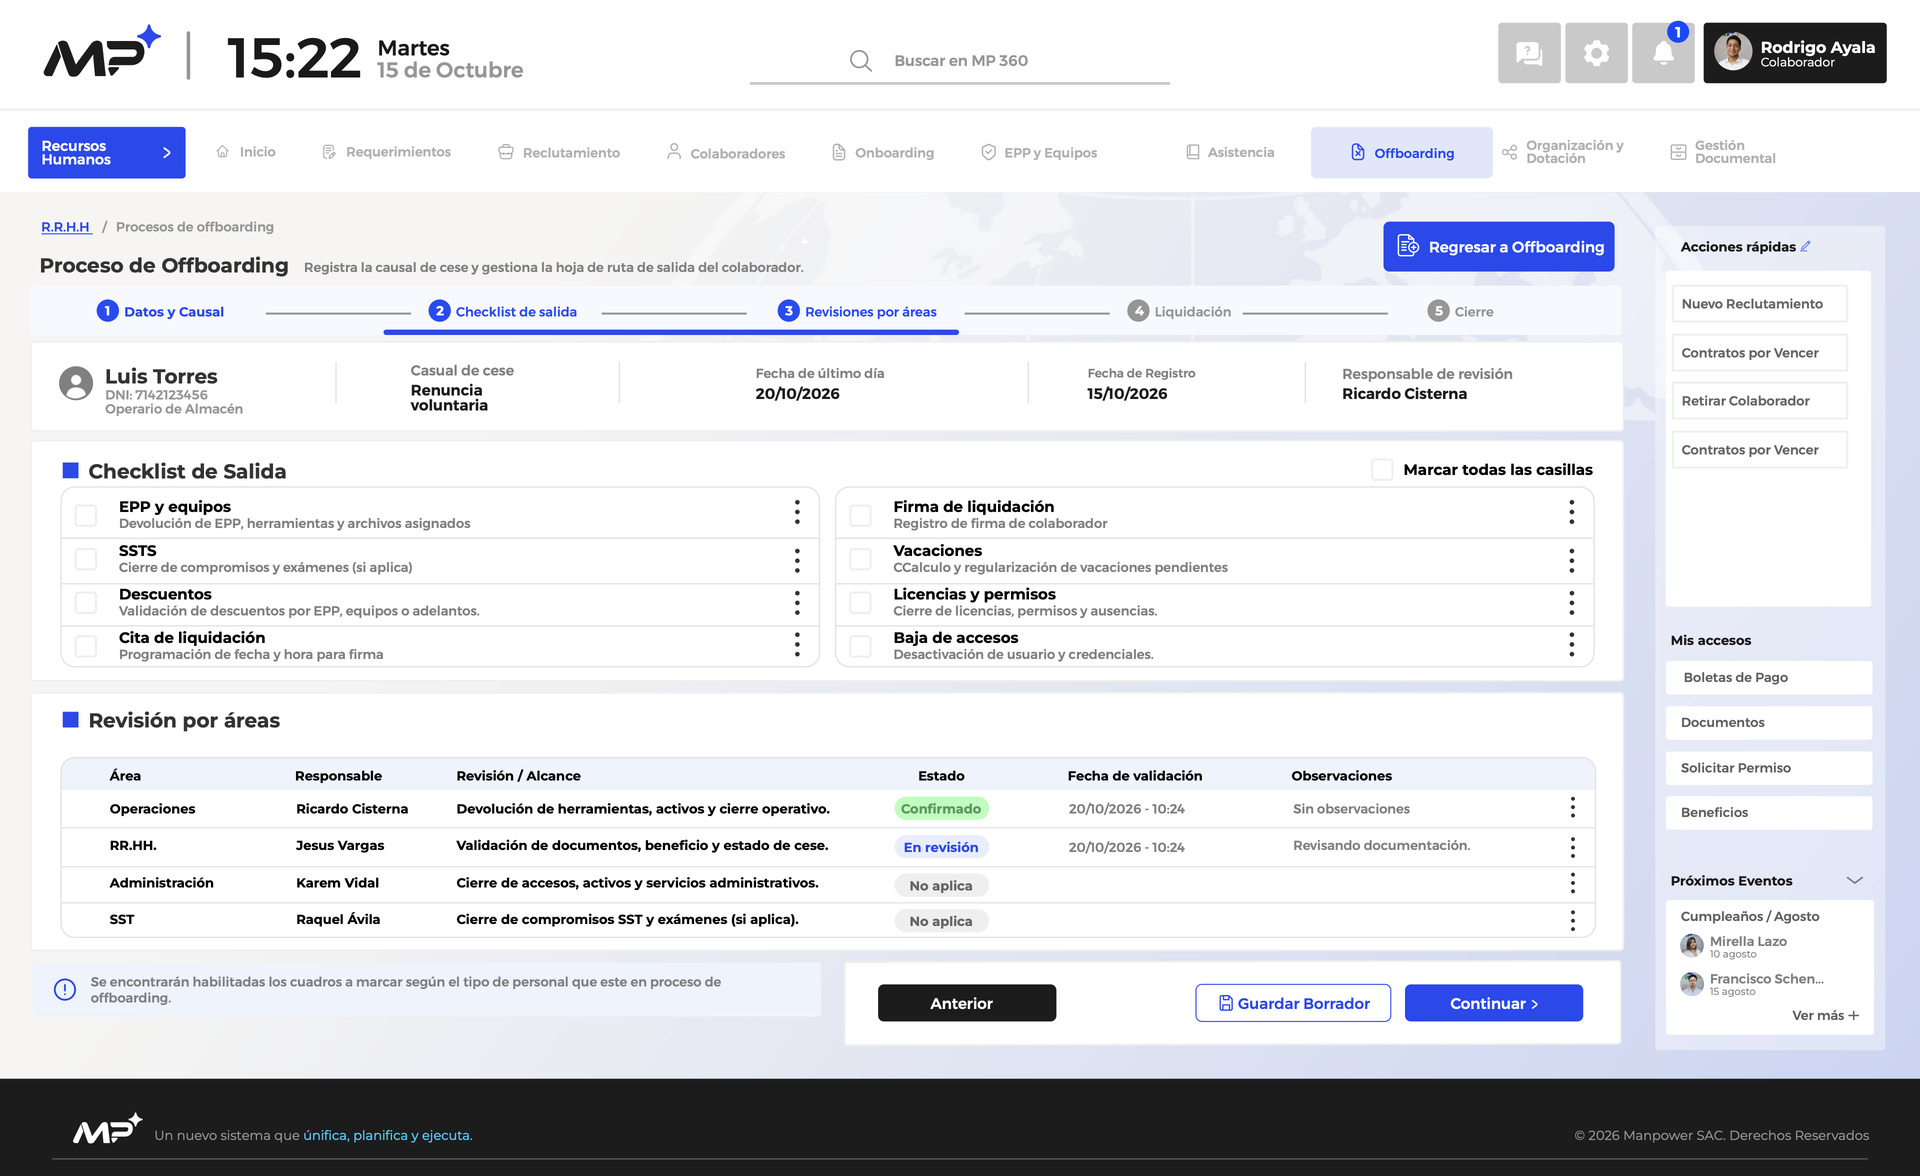 MP
15:22
Martes
15 de Octubre
Buscar en MP 360
?
1
Rodrigo Ayala
Colaborador
Recursos
Humanos
Inicio
Requerimientos
Reclutamiento
Colaboradores
Onboarding
EPP y Equipos
Asistencia
Offboarding
Organización y
Dotación
Gestión
Documental
R.R.H.H / Procesos de offboarding
Proceso de Offboarding
Registra la causal de cese y gestiona la hoja de ruta de salida del colaborador.
Regresar a Offboarding
1 Datos y Causal
2 Checklist de salida
3 Revisiones por áreas
4 Liquidación
5 Cierre
Luis Torres
DNI: 7142123456
Operario de Almacén
Casual de cese
Renuncia
voluntaria
Fecha de último día
20/10/2026
Fecha de Registro
15/10/2026
Responsable de revisión
Ricardo Cisterna
Checklist de Salida
Marcar todas las casillas
EPP y equipos
Devolución de EPP, herramientas y archivos asignados
SSTS
Cierre de compromisos y exámenes (si aplica)
Descuentos
Validación de descuentos por EPP, equipos o adelantos.
Cita de liquidación
Programación de fecha y hora para firma
Firma de liquidación
Registro de firma de colaborador
Vacaciones
CCalculo y regularización de vacaciones pendientes
Licencias y permisos
Cierre de licencias, permisos y ausencias.
Baja de accesos
Desactivación de usuario y credenciales.
Revisión por áreas
Área Responsable Revisión / Alcance Estado Fecha de validación Observaciones
Operaciones Ricardo Cisterna Devolución de herramientas, activos y cierre operativo. Confirmado 20/10/2026 - 10:24 Sin observaciones
RR.HH. Jesus Vargas Validación de documentos, beneficio y estado de cese. En revisión 20/10/2026 - 10:24 Revisando documentación.
Administración Karem Vidal Cierre de accesos, activos y servicios administrativos. No aplica
SST Raquel Ávila Cierre de compromisos SST y exámenes (si aplica). No aplica
Se encontrarán habilitadas los cuadros a marcar según el tipo de personal que este en proceso de
offboarding.
Anterior
Guardar Borrador
Continuar >
Acciones rápidas
Nuevo Reclutamiento
Contratos por Vencer
Retirar Colaborador
Contratos por Vencer
Mis accesos
Boletas de Pago
Documentos
Solicitar Permiso
Beneficios
Próximos Eventos
Cumpleaños / Agosto
Mirella Lazo
10 agosto
Francisco Schen...
15 agosto
Ver más +
MP
Un nuevo sistema que únifica, planifica y ejecuta.
© 2026 Manpower SAC. Derechos Reservados